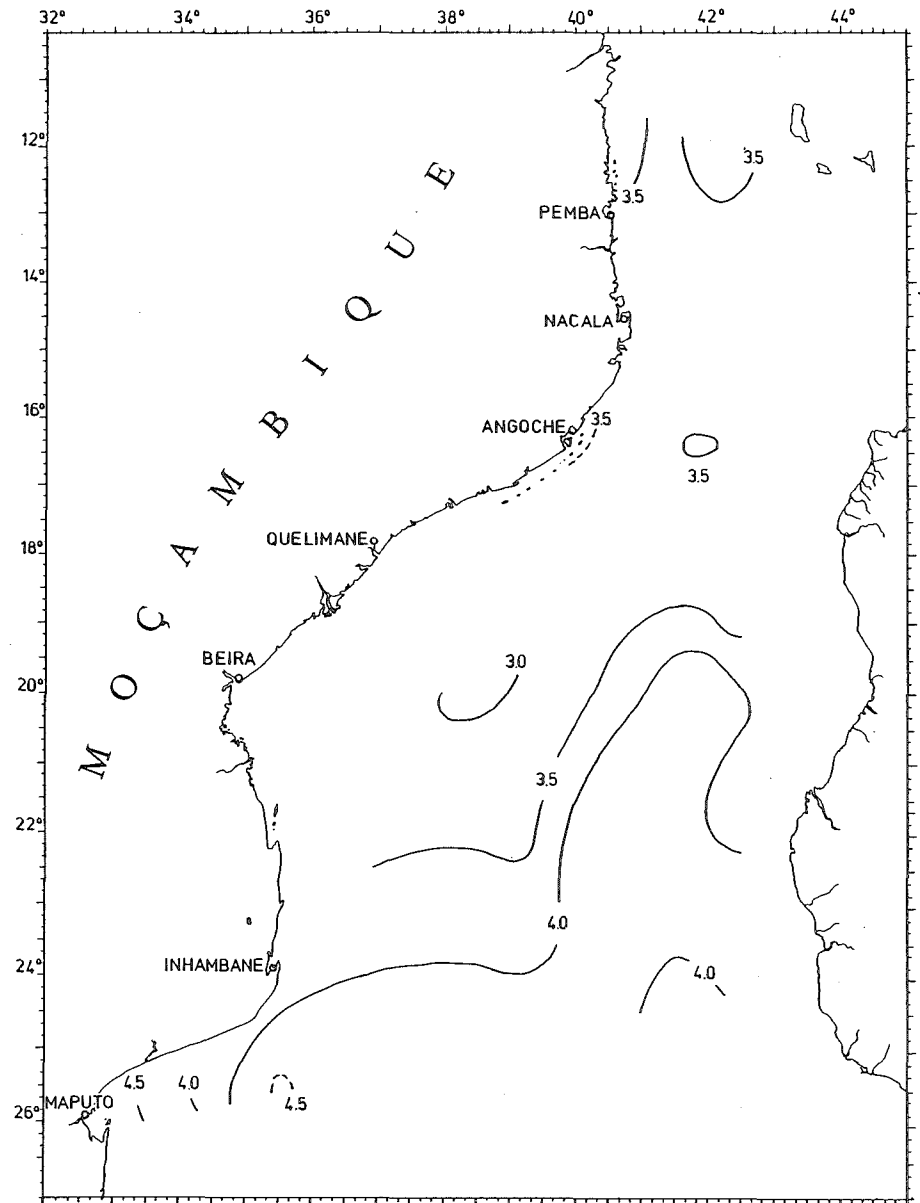 32° 34° 36° 38° 40° 42° 44°
12°
3.5
3.5
PEMBA
14°
NACALA
16°
ANGOCHE
3.5
3.5
QUELIMANE
18°
MOÇAMBIQUE
BEIRA
3.0
20°
3.5
22°
4.0
INHAMBANE
24°
4.0
4.5
4.0
4.5
MAPUTO
26°